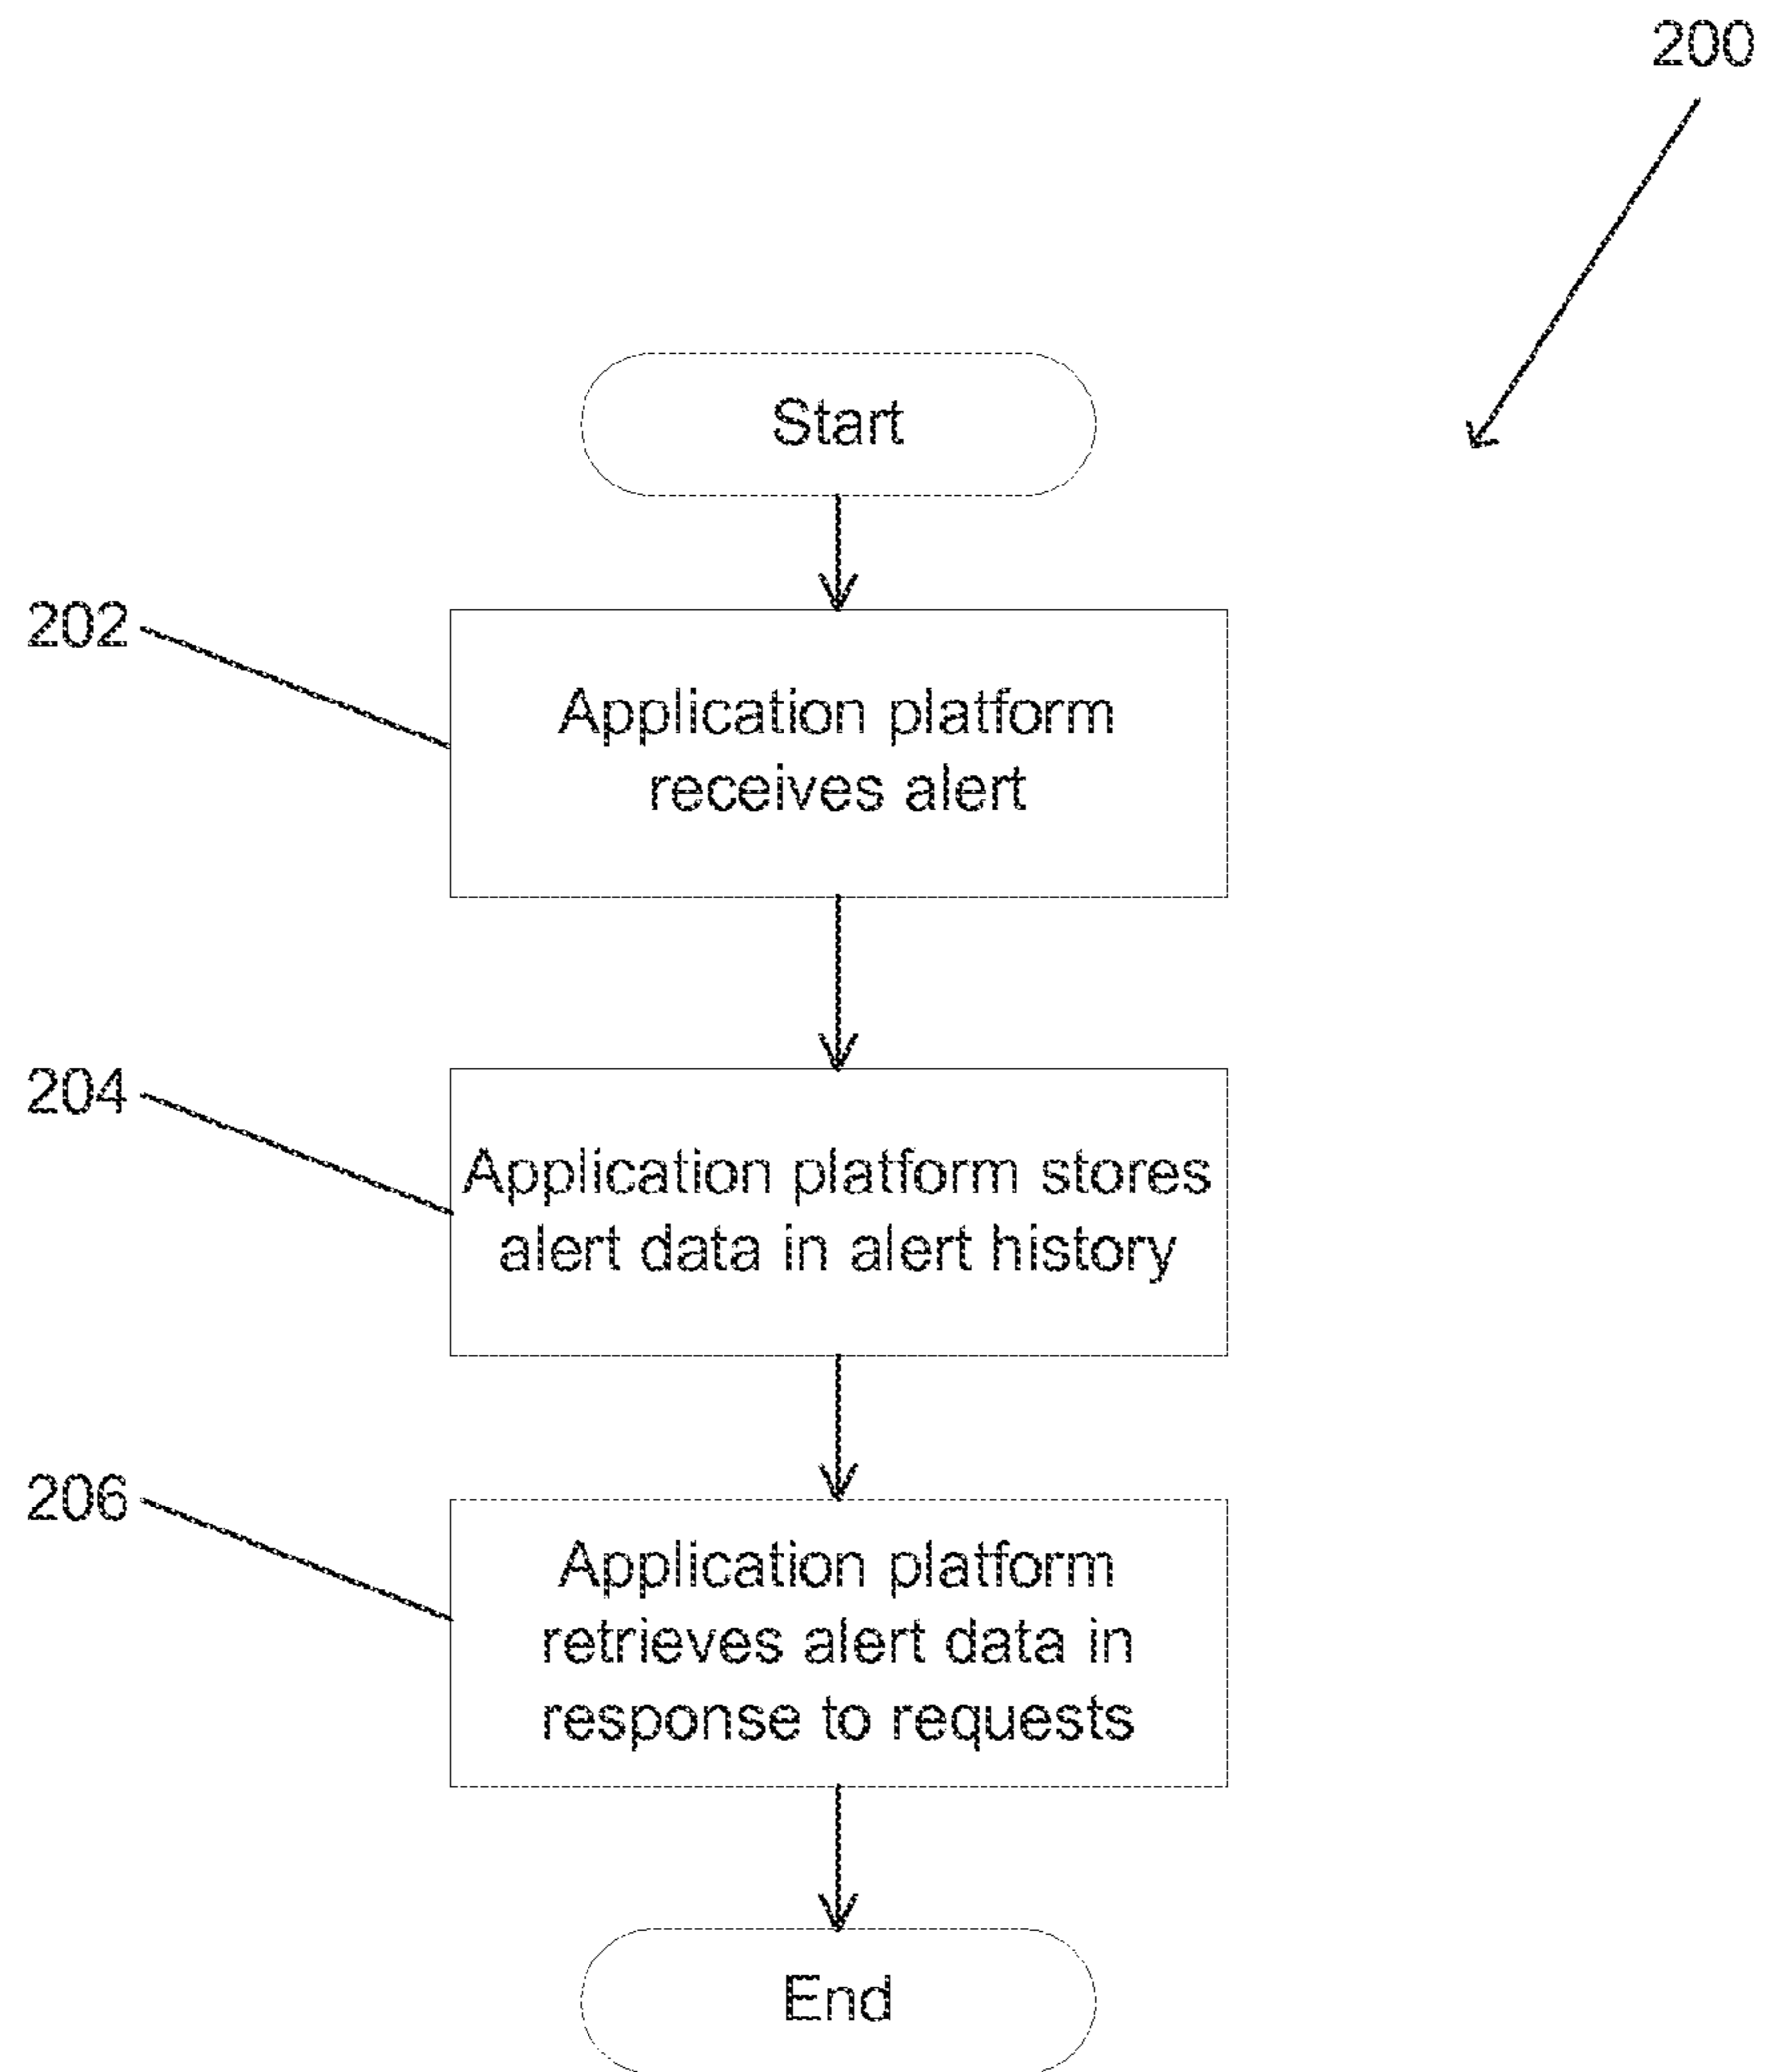 200
Start
202
Application platform
receives alert
204
Application platform stores
alert data in alert history
206
Application platform
retrieves alert data in
response to requests
End